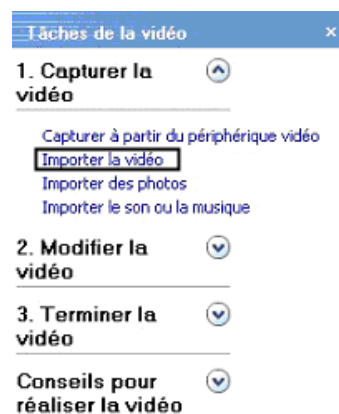 Tâches de la vidéo
1. Capturer la
vidéo
Capturer à partir du périphérique vidéo
Importer la vidéo
Importer des photos
Importer le son ou la musique
2. Modifier la
vidéo
3. Terminer la
vidéo
Conseils pour
réaliser la vidéo